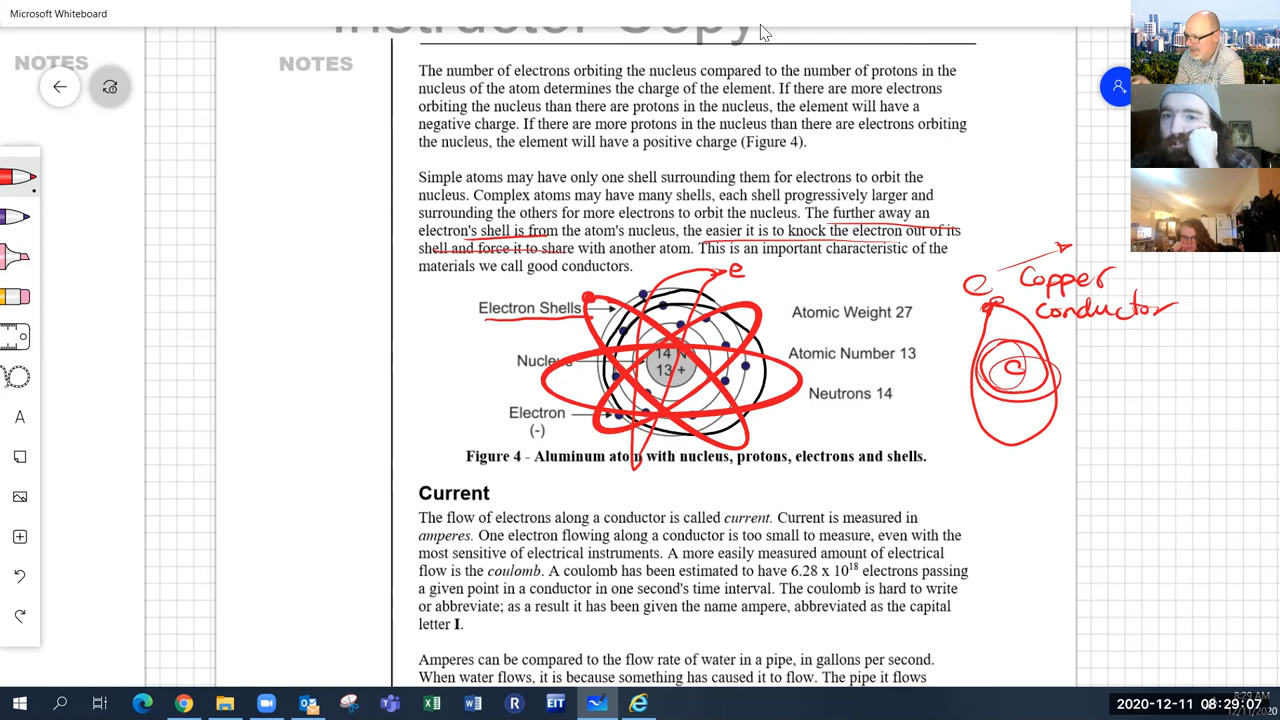 Microsoft Whiteboard
Instructor Copy
NOTES
NOTES
The number of electrons orbiting the nucleus compared to the number of protons in the
nucleus of the atom determines the charge of the element. If there are more electrons
orbiting the nucleus than there are protons in the nucleus, the element will have a
negative charge. If there are more protons in the nucleus than there are electrons orbiting
the nucleus, the element will have a positive charge (Figure 4).
Simple atoms may have only one shell surrounding them for electrons to orbit the
nucleus. Complex atoms may have many shells, each shell progressively larger and
surrounding the others for more electrons to orbit the nucleus. The further away an
electron's shell is from the atom's nucleus, the easier it is to knock the electron out of its
shell and force it to share with another atom. This is an important characteristic of the
materials we call good conductors.
e
e
Copper
conductor
Electron Shells
Atomic Weight 27
14 N
Atomic Number 13
13 +
Neutrons 14
Electron
(-)
Figure 4 - Aluminum atom with nucleus, protons, electrons and shells.
Current
The flow of electrons along a conductor is called current. Current is measured in
amperes. One electron flowing along a conductor is too small to measure, even with the
most sensitive of electrical instruments. A more easily measured amount of electrical
flow is the coulomb. A coulomb has been estimated to have 6.28 x 10¹⁸ electrons passing
a given point in a conductor in one second's time interval. The coulomb is hard to write
or abbreviate; as a result it has been given the name ampere, abbreviated as the capital
letter I.
Amperes can be compared to the flow rate of water in a pipe, in gallons per second.
When water flows, it is because something has caused it to flow. The pipe it flows
A
EIT
2020-12-11 08:29:07